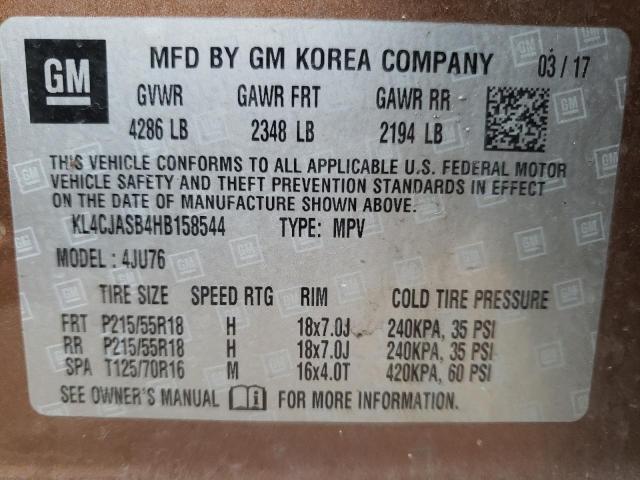 GM MFD BY GM KOREA COMPANY 03/17
GVWR GAWR FRT GAWR RR
4286 LB 2348 LB 2194 LB
THIS VEHICLE CONFORMS TO ALL APPLICABLE U.S. FEDERAL MOTOR
VEHICLE SAFETY AND THEFT PREVENTION STANDARDS IN EFFECT
ON THE DATE OF MANUFACTURE SHOWN ABOVE.
KL4CJASB4HB158544 TYPE: MPV
MODEL: 4JU76
TIRE SIZE SPEED RTG RIM COLD TIRE PRESSURE
FRT P215/55R18 H 18x7.0J 240KPA, 35 PSI
RR P215/55R18 H 18x7.0J 240KPA, 35 PSI
SPA T125/70R16 M 16x4.0T 420KPA, 60 PSI
SEE OWNER'S MANUAL FOR MORE INFORMATION.